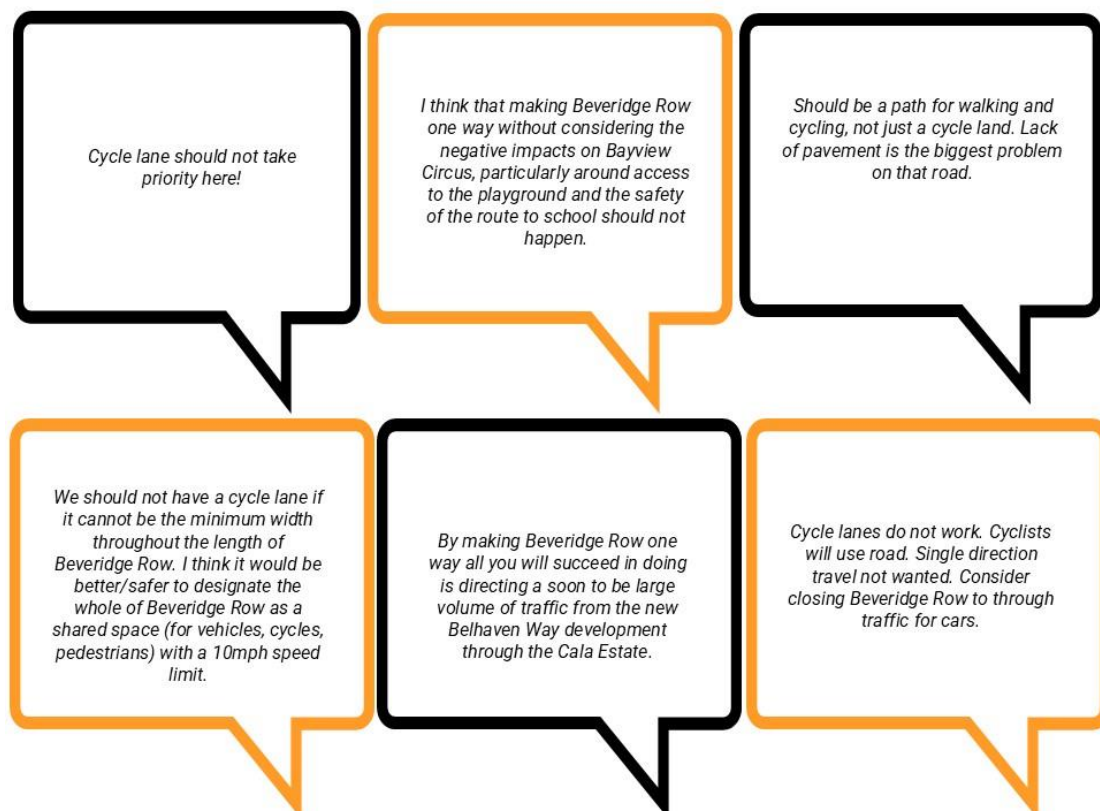 Cycle lane should not take
priority here!
I think that making Beveridge Row
one way without considering the
negative impacts on Bayview
Circus, particularly around access
to the playground and the safety
of the route to school should not
happen.
Should be a path for walking and
cycling, not just a cycle land. Lack
of pavement is the biggest problem
on that road.
We should not have a cycle lane if
it cannot be the minimum width
throughout the length of
Beveridge Row. I think it would be
better/safer to designate the
whole of Beveridge Row as a
shared space (for vehicles, cycles,
pedestrians) with a 10mph speed
limit.
By making Beveridge Row one
way all you will succeed in doing
is directing a soon to be large
volume of traffic from the new
Belhaven Way development
through the Cala Estate.
Cycle lanes do not work. Cyclists
will use road. Single direction
travel not wanted. Consider
closing Beveridge Row to through
traffic for cars.